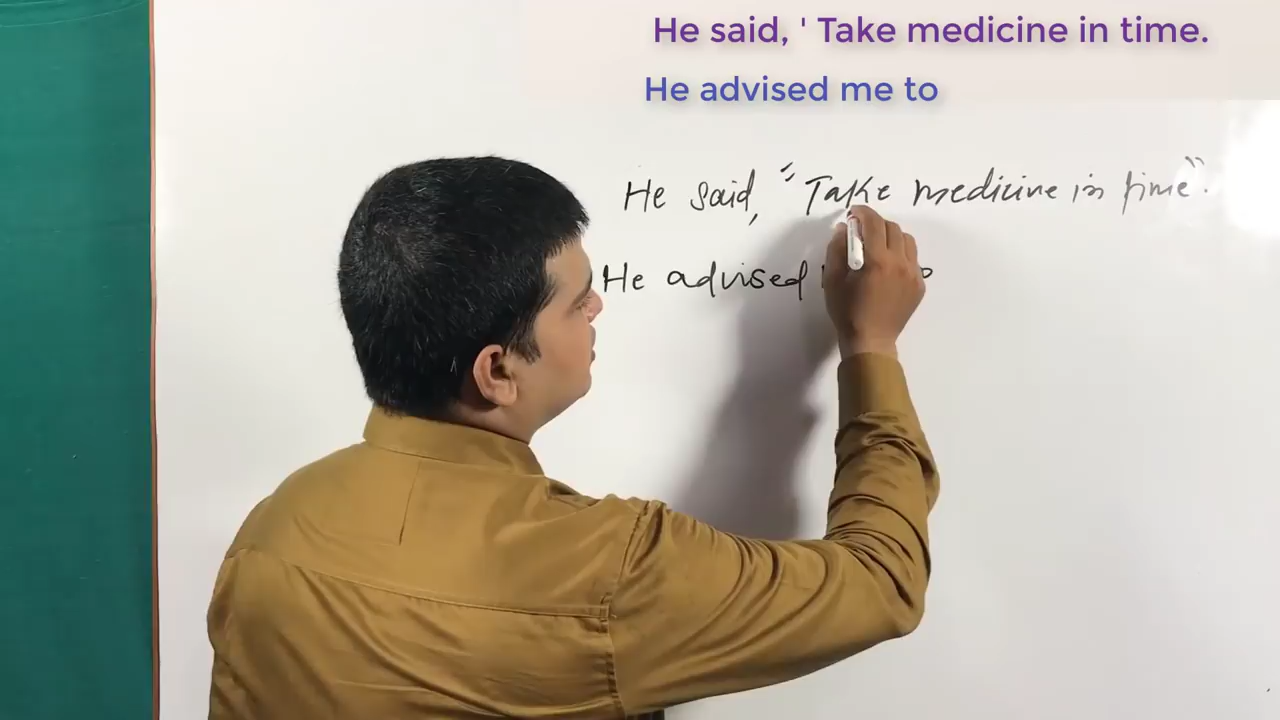 He said, ' Take medicine in time.
He advised me to
He said, "Take medicine in time".
He advised